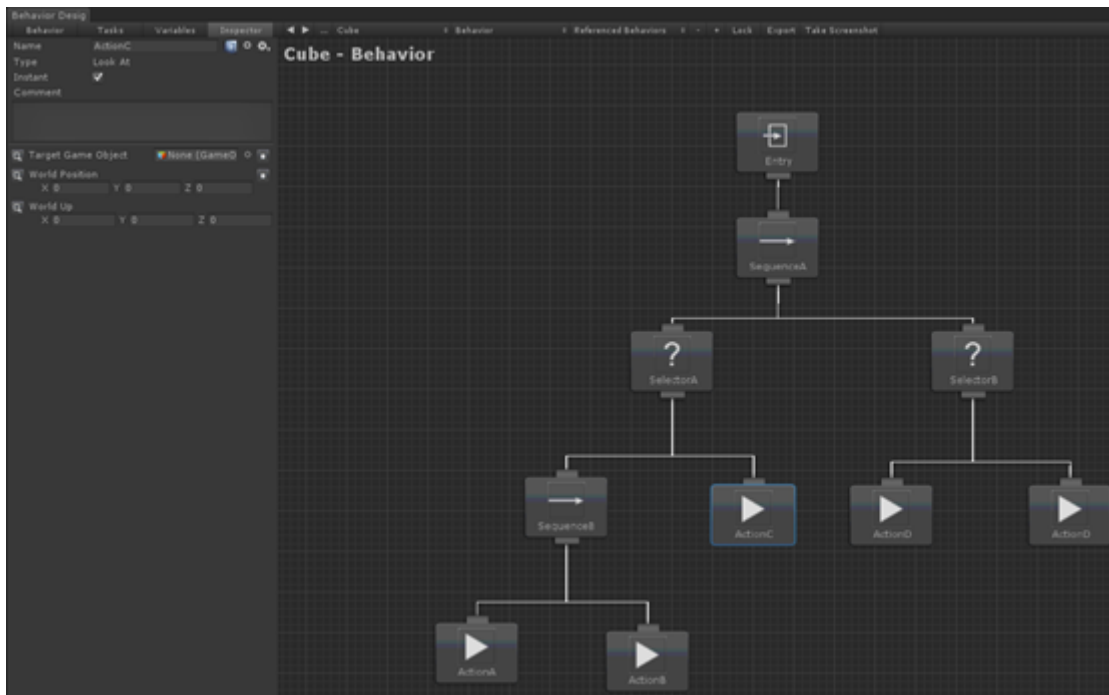 Behavior Desig
Behavior Tasks Variables Inspector
... Cube Behavior Referenced Behaviors - + Lock Export Take Screenshot
Name ActionC
Type Look At
Instant
Comment
Target Game Object None (GameO
World Position
X 0 Y 0 Z 0
World Up
X 0 Y 0 Z 0
Cube - Behavior
Entry
SequenceA
SelectorA SelectorB
SequenceB ActionC ActionD ActionD
ActionA ActionB